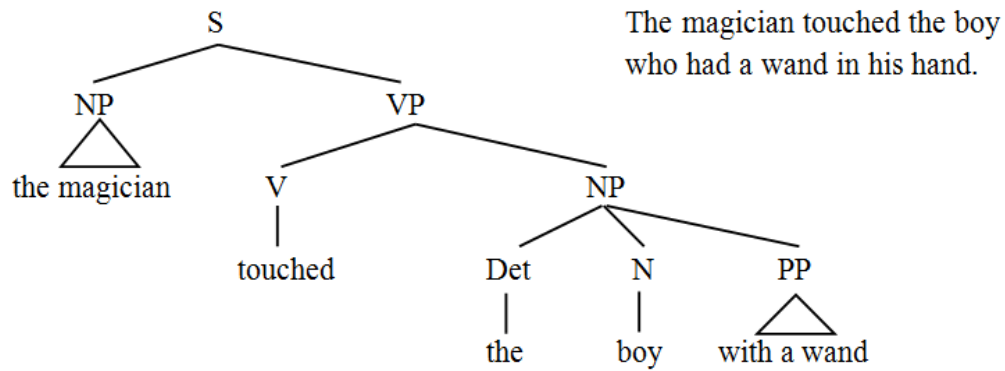 S
The magician touched the boy
who had a wand in his hand.
NP VP
the magician V NP
touched Det N PP
the boy with a wand